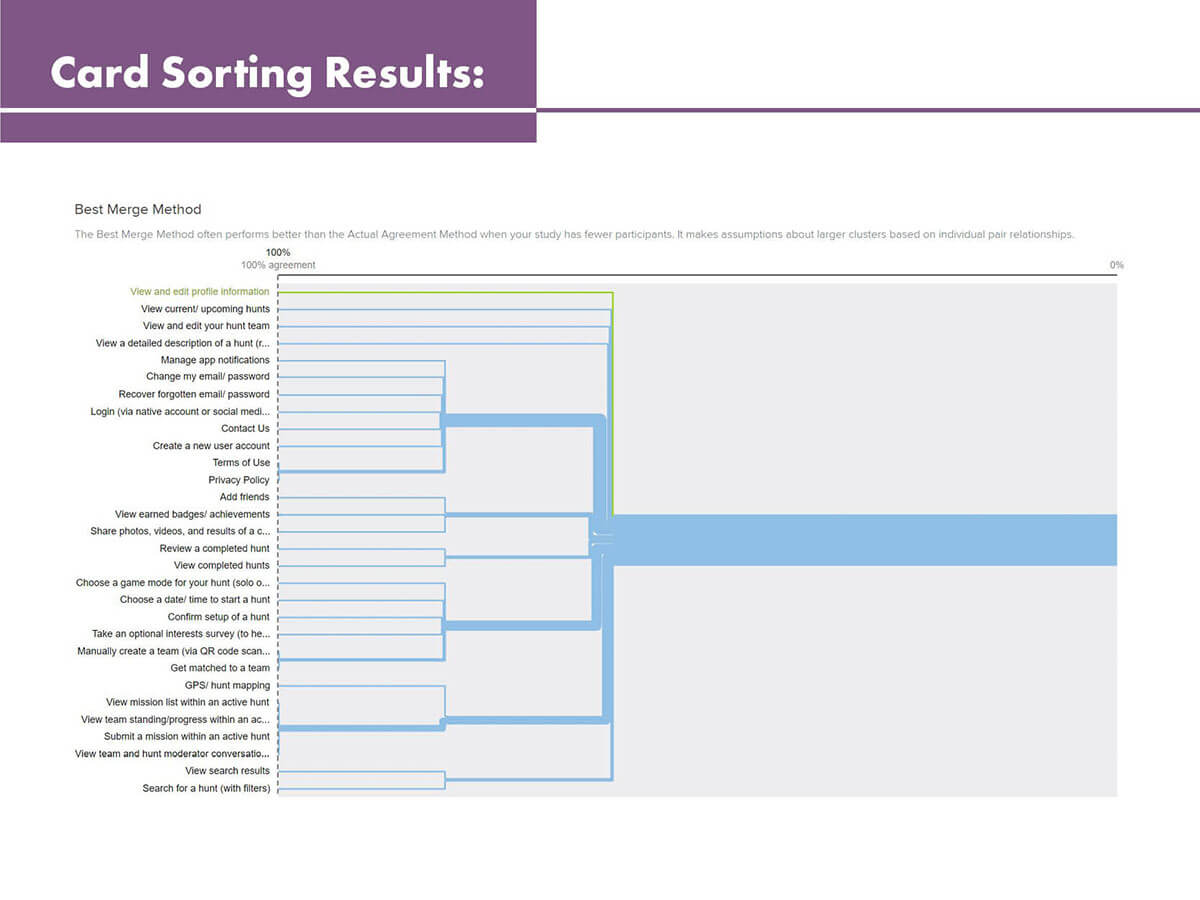 Card Sorting Results:
Best Merge Method
The Best Merge Method often performs better than the Actual Agreement Method when your study has fewer participants. It makes assumptions about larger clusters based on individual pair relationships.
100%
100% agreement
0%
View and edit profile information
View current/ upcoming hunts
View and edit your hunt team
View a detailed description of a hunt (r...
Manage app notifications
Change my email/ password
Recover forgotten email/ password
Login (via native account or social medi...
Contact Us
Create a new user account
Terms of Use
Privacy Policy
Add friends
View earned badges/ achievements
Share photos, videos, and results of a c...
Review a completed hunt
View completed hunts
Choose a game mode for your hunt (solo o...
Choose a date/ time to start a hunt
Confirm setup of a hunt
Take an optional interests survey (to he...
Manually create a team (via QR code scan...
Get matched to a team
GPS/ hunt mapping
View mission list within an active hunt
View team standing/progress within an ac...
Submit a mission within an active hunt
View team and hunt moderator conversatio...
View search results
Search for a hunt (with filters)